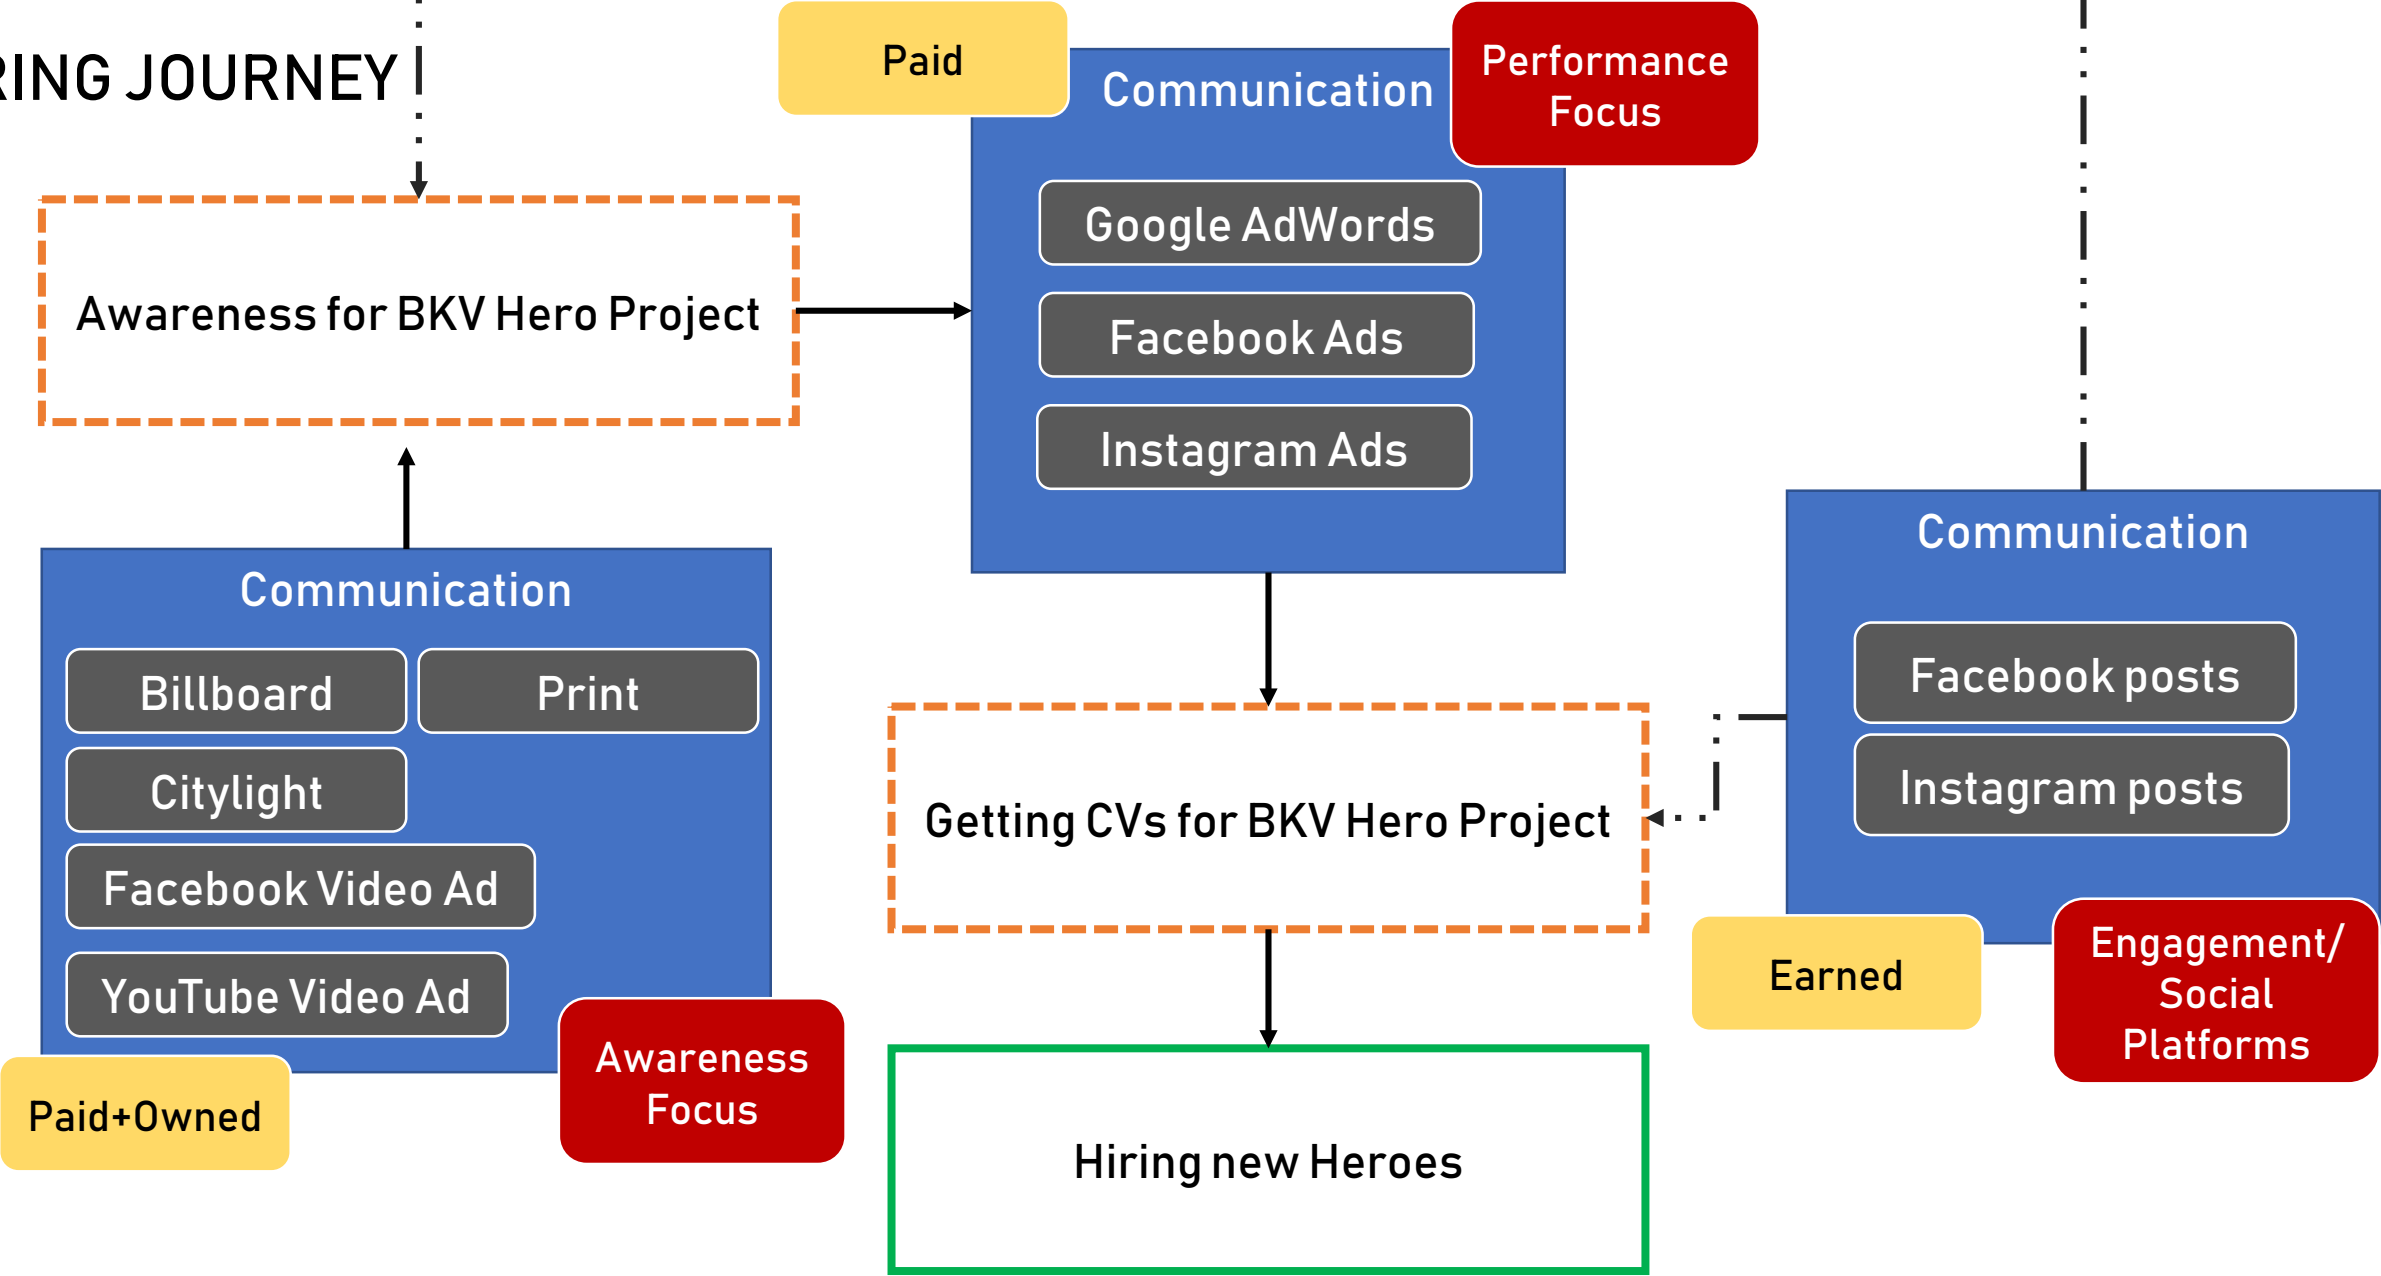 RING JOURNEY
Paid
Communication
Performance
Focus
Google AdWords
Facebook Ads
Instagram Ads
Awareness for BKV Hero Project
Communication
Billboard
Print
Citylight
Facebook Video Ad
YouTube Video Ad
Paid+Owned
Awareness
Focus
Getting CVs for BKV Hero Project
Hiring new Heroes
Communication
Facebook posts
Instagram posts
Earned
Engagement/
Social
Platforms